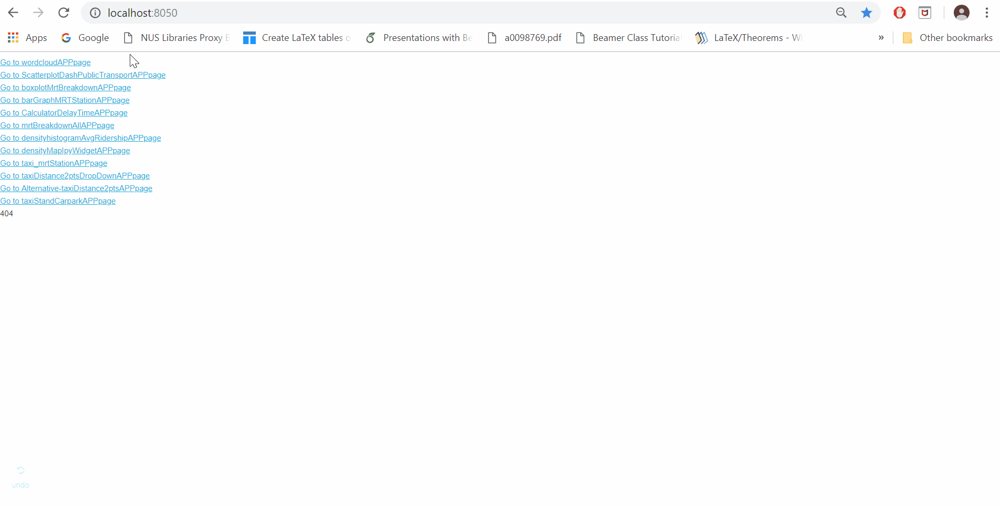 localhost:8050
Apps Google NUS Libraries Proxy B Create LaTeX tables o Presentations with Be a0098769.pdf Beamer Class Tutorial LaTeX/Theorems - Wi » Other bookmarks
Go to wordcloudAPPpage
Go to ScatterplotDashPublicTransportAPPpage
Go to boxplotMrtBreakdownAPPpage
Go to barGraphMRTStationAPPpage
Go to CalculatorDelayTimeAPPpage
Go to mrtBreakdownAllAPPpage
Go to densityhistogramAvgRidershipAPPpage
Go to densityMapIpyWidgetAPPpage
Go to taxi_mrtStationAPPpage
Go to taxiDistance2ptsDropDownAPPpage
Go to Alternative-taxiDistance2ptsAPPpage
Go to taxiStandCarparkAPPpage
404
undo